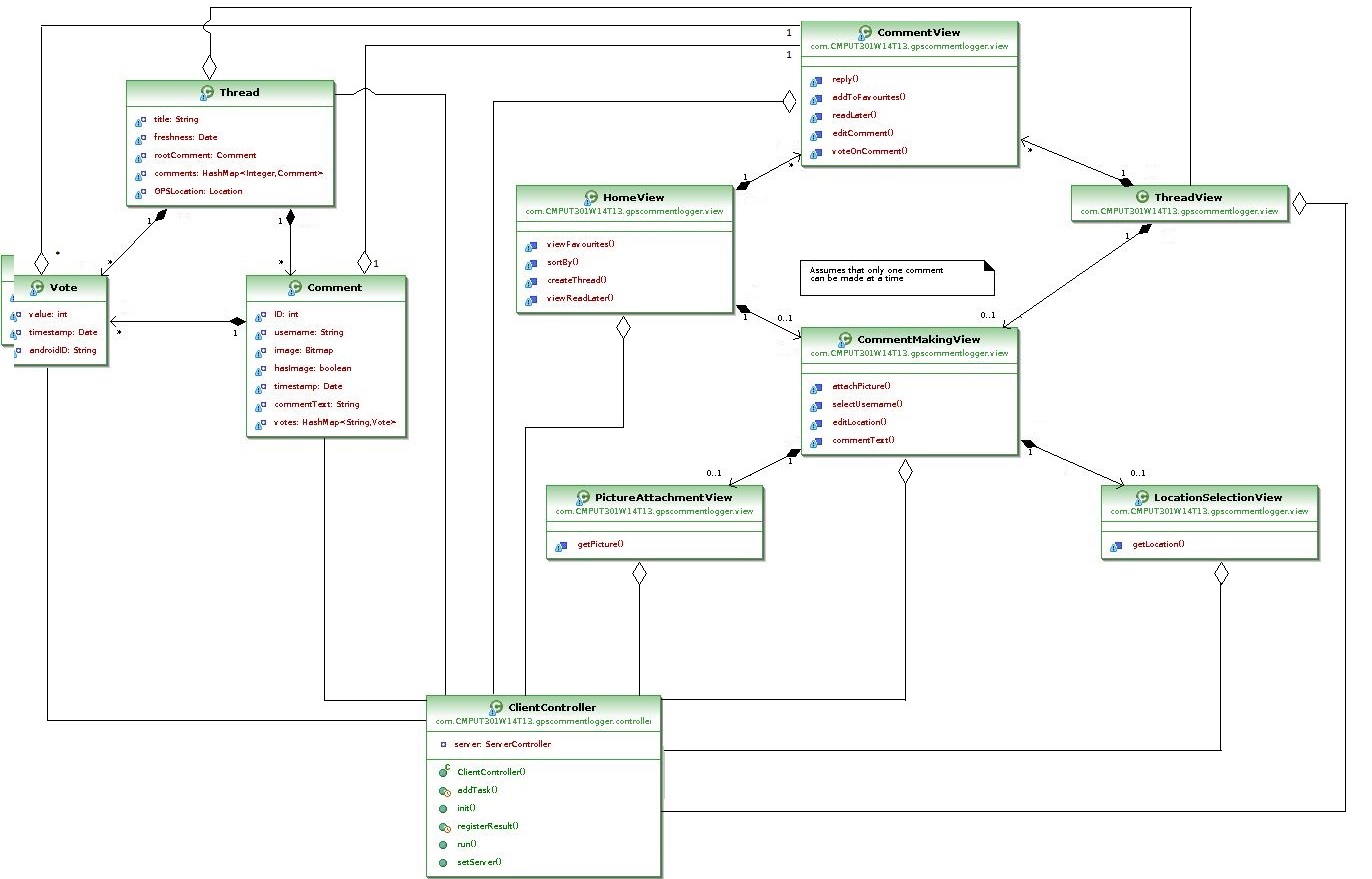 CommentView
com.CMPUT301W14T13.gpscommentlogger.view
reply()
addToFavourites()
readLater()
editComment()
voteOnComment()
1
1
Thread
title: String
freshness: Date
rootComment: Comment
comments: HashMap<Integer,Comment>
GPSLocation: Location
1
*
1
*
HomeView
com.CMPUT301W14T13.gpscommentlogger.view
viewFavourites()
sortBy()
createThread()
viewReadLater()
1
*
1
0..1
ThreadView
com.CMPUT301W14T13.gpscommentlogger.view
1
*
1
0..1
Assumes that only one comment
can be made at a time
*
Vote
value: int
timestamp: Date
androidID: String
*
1
1
Comment
ID: int
username: String
image: Bitmap
hasImage: boolean
timestamp: Date
commentText: String
votes: HashMap<String,Vote>
CommentMakingView
com.CMPUT301W14T13.gpscommentlogger.view
attachPicture()
selectUsername()
editLocation()
commentText()
1
0..1
1
0..1
PictureAttachmentView
com.CMPUT301W14T13.gpscommentlogger.view
getPicture()
LocationSelectionView
com.CMPUT301W14T13.gpscommentlogger.view
getLocation()
ClientController
com.CMPUT301W14T13.gpscommentlogger.controller
server: ServerController
ClientController()
addTask()
init()
registerResult()
run()
setServer()